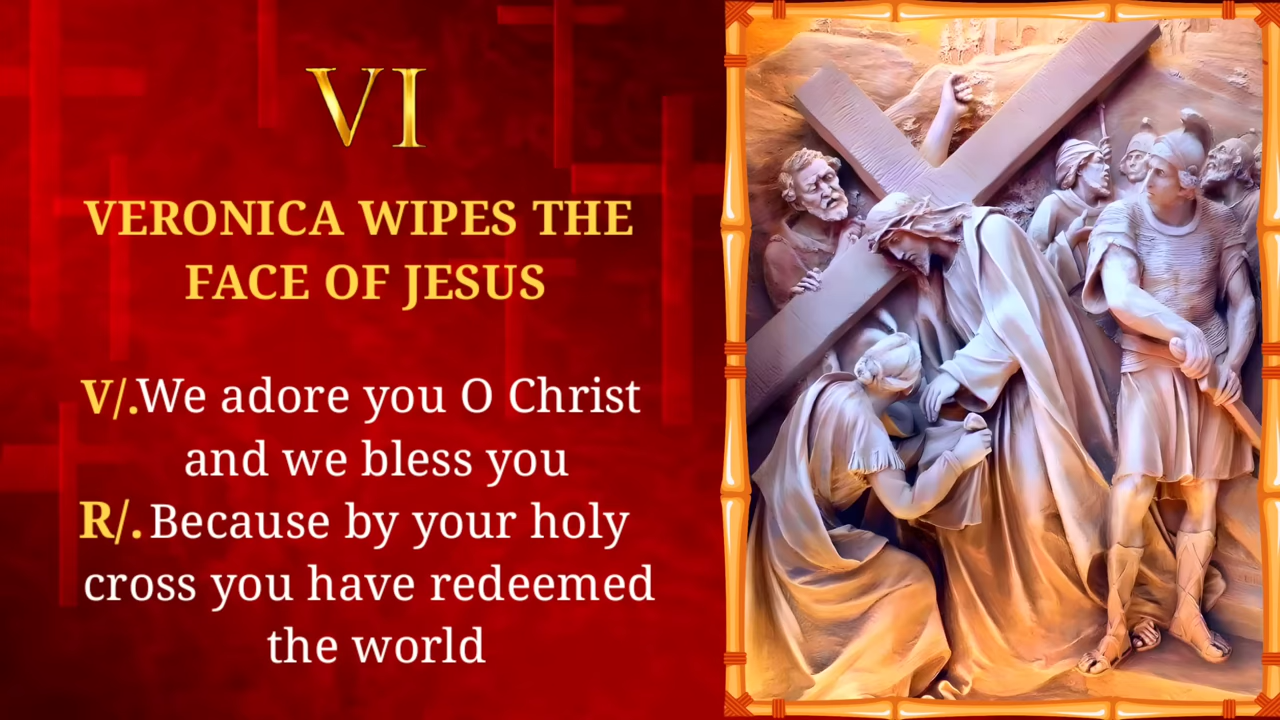 VI
VERONICA WIPES THE
FACE OF JESUS
V/.We adore you O Christ
and we bless you
R/. Because by your holy
cross you have redeemed
the world